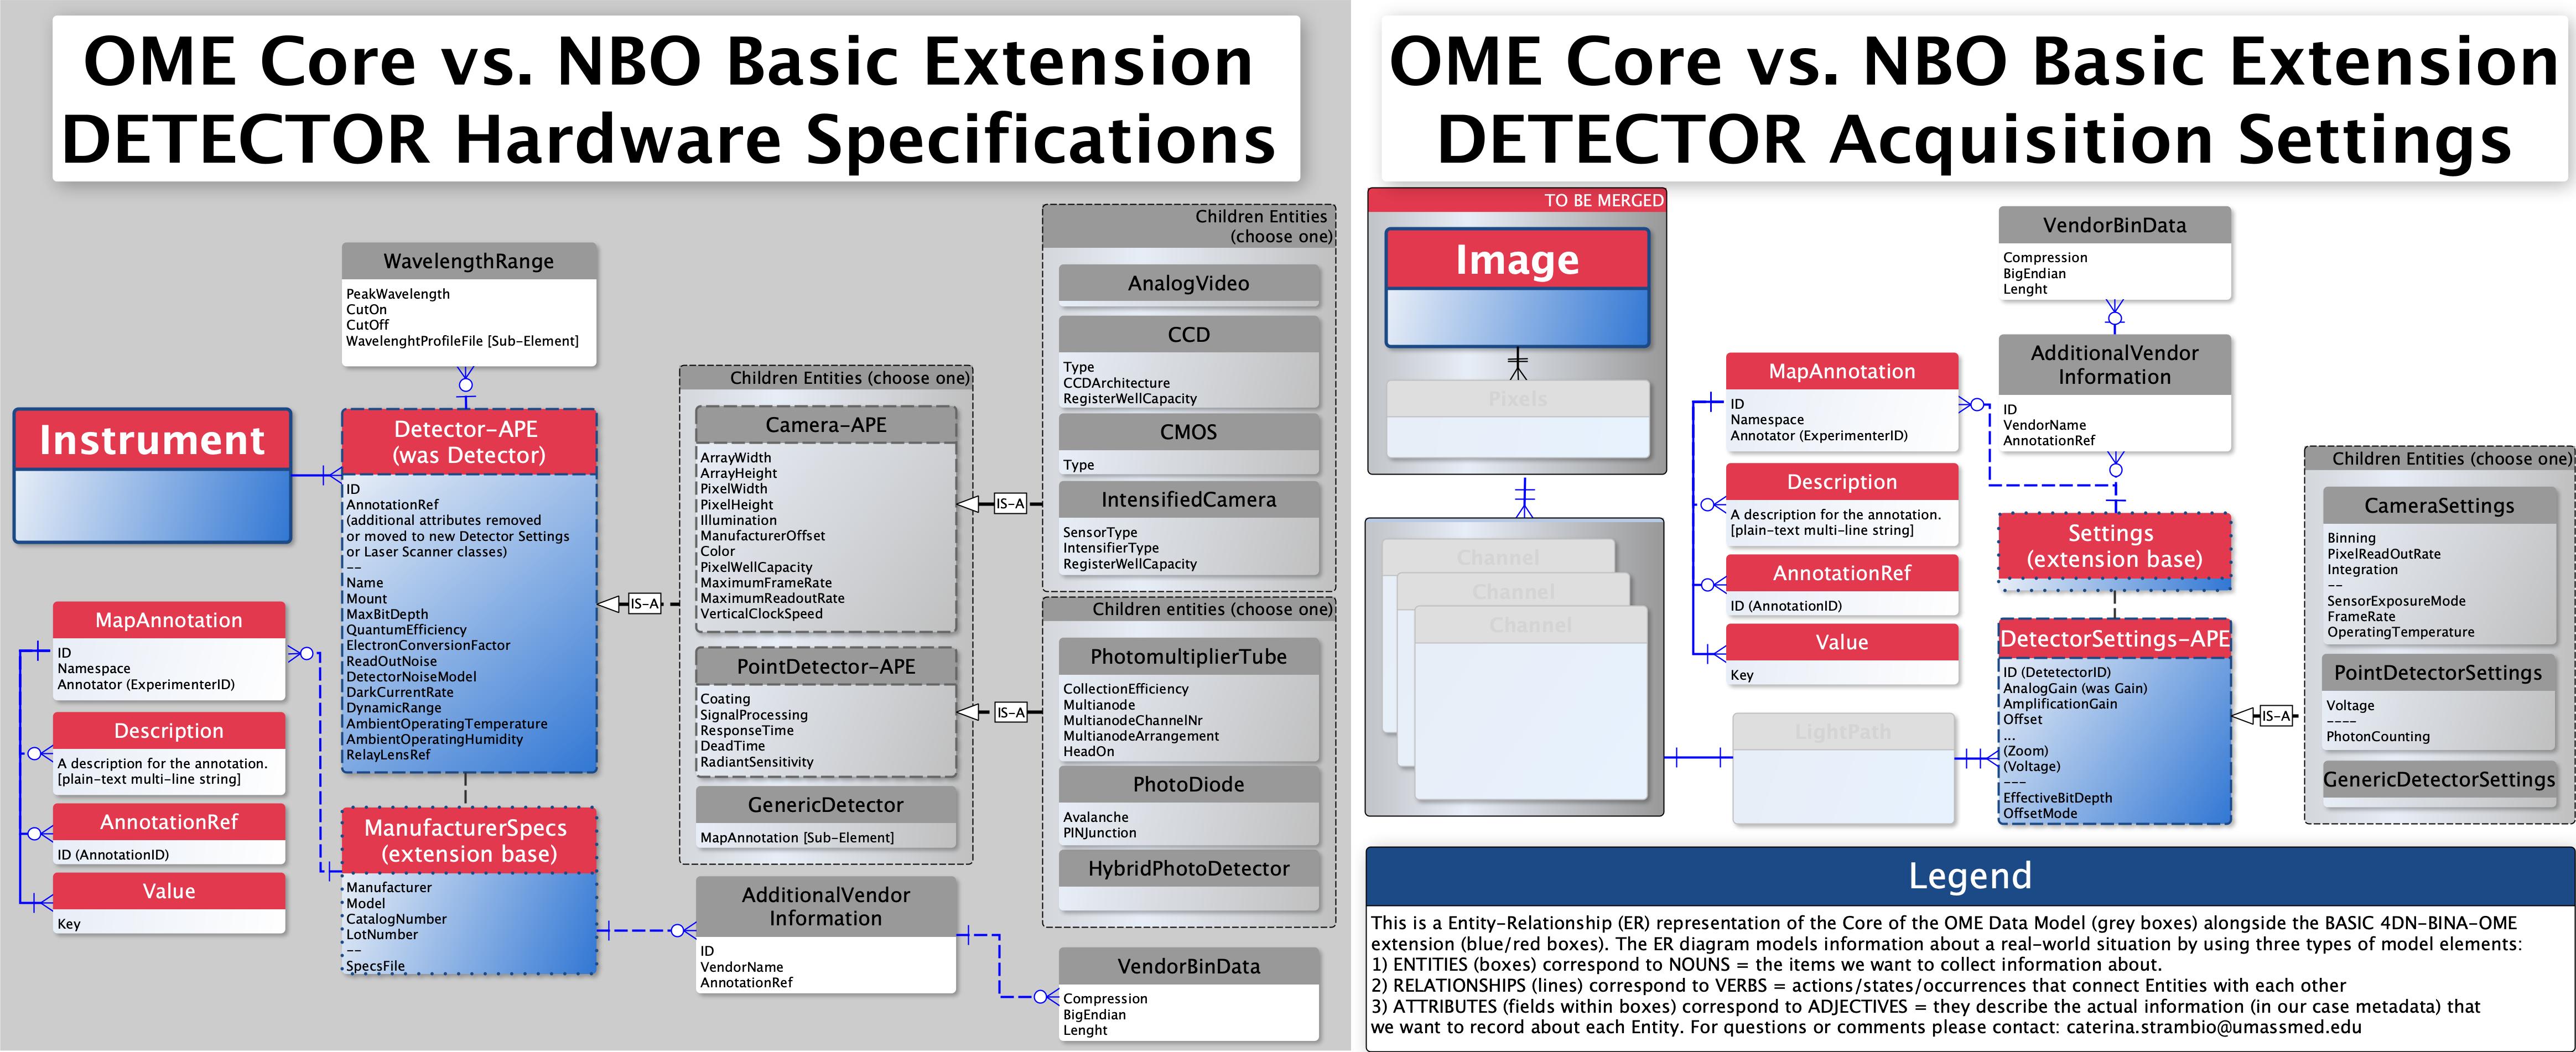 OME Core vs. NBO Basic Extension
DETECTOR Hardware Specifications
WavelengthRange
PeakWavelength
CutOn
CutOff
WavelenghtProfileFile [Sub-Element]
Instrument
Detector-APE
(was Detector)
ID
AnnotationRef
(additional attributes removed
or moved to new Detector Settings
or Laser Scanner classes)
--
Name
Mount
MaxBitDepth
QuantumEfficiency
ElectronConversionFactor
ReadOutNoise
DetectorNoiseModel
DarkCurrentRate
DynamicRange
AmbientOperatingTemperature
AmbientOperatingHumidity
RelayLensRef
MapAnnotation
ID
Namespace
Annotator (ExperimenterID)
Description
A description for the annotation.
[plain-text multi-line string]
AnnotationRef
ID (AnnotationID)
Value
Key
ManufacturerSpecs
(extension base)
Manufacturer
Model
CatalogNumber
LotNumber
--
SpecsFile
IS-A
Children Entities (choose one)
Camera-APE
ArrayWidth
ArrayHeight
PixelWidth
PixelHeight
Illumination
ManufacturerOffset
Color
PixelWellCapacity
MaximumFrameRate
MaximumReadoutRate
VerticalClockSpeed
PointDetector-APE
Coating
SignalProcessing
ResponseTime
DeadTime
RadiantSensitivity
GenericDetector
MapAnnotation [Sub-Element]
AdditionalVendor
Information
ID
VendorName
AnnotationRef
IS-A
IS-A
Children Entities
(choose one)
AnalogVideo
CCD
Type
CCDArchitecture
RegisterWellCapacity
CMOS
Type
IntensifiedCamera
SensorType
IntensifierType
RegisterWellCapacity
Children entities (choose one)
PhotomultiplierTube
CollectionEfficiency
Multianode
MultianodeChannelNr
MultianodeArrangement
HeadOn
PhotoDiode
Avalanche
PINJunction
HybridPhotoDetector
VendorBinData
Compression
BigEndian
Lenght
OME Core vs. NBO Basic Extension
DETECTOR Acquisition Settings
TO BE MERGED
Image
Pixels
Channel
Channel
Channel
MapAnnotation
ID
Namespace
Annotator (ExperimenterID)
Description
A description for the annotation.
[plain-text multi-line string]
AnnotationRef
ID (AnnotationID)
Value
Key
LightPath
VendorBinData
Compression
BigEndian
Lenght
AdditionalVendor
Information
ID
VendorName
AnnotationRef
Settings
(extension base)
DetectorSettings-APE
ID (DetetectorID)
AnalogGain (was Gain)
AmplificationGain
Offset
...
(Zoom)
(Voltage)
---
EffectiveBitDepth
OffsetMode
IS-A
Children Entities (choose one)
CameraSettings
Binning
PixelReadOutRate
Integration
--
SensorExposureMode
FrameRate
OperatingTemperature
PointDetectorSettings
Voltage
----
PhotonCounting
GenericDetectorSettings
Legend
This is a Entity-Relationship (ER) representation of the Core of the OME Data Model (grey boxes) alongside the BASIC 4DN-BINA-OME
extension (blue/red boxes). The ER diagram models information about a real-world situation by using three types of model elements:
1) ENTITIES (boxes) correspond to NOUNS = the items we want to collect information about.
2) RELATIONSHIPS (lines) correspond to VERBS = actions/states/occurrences that connect Entities with each other
3) ATTRIBUTES (fields within boxes) correspond to ADJECTIVES = they describe the actual information (in our case metadata) that
we want to record about each Entity. For questions or comments please contact: caterina.strambio@umassmed.edu